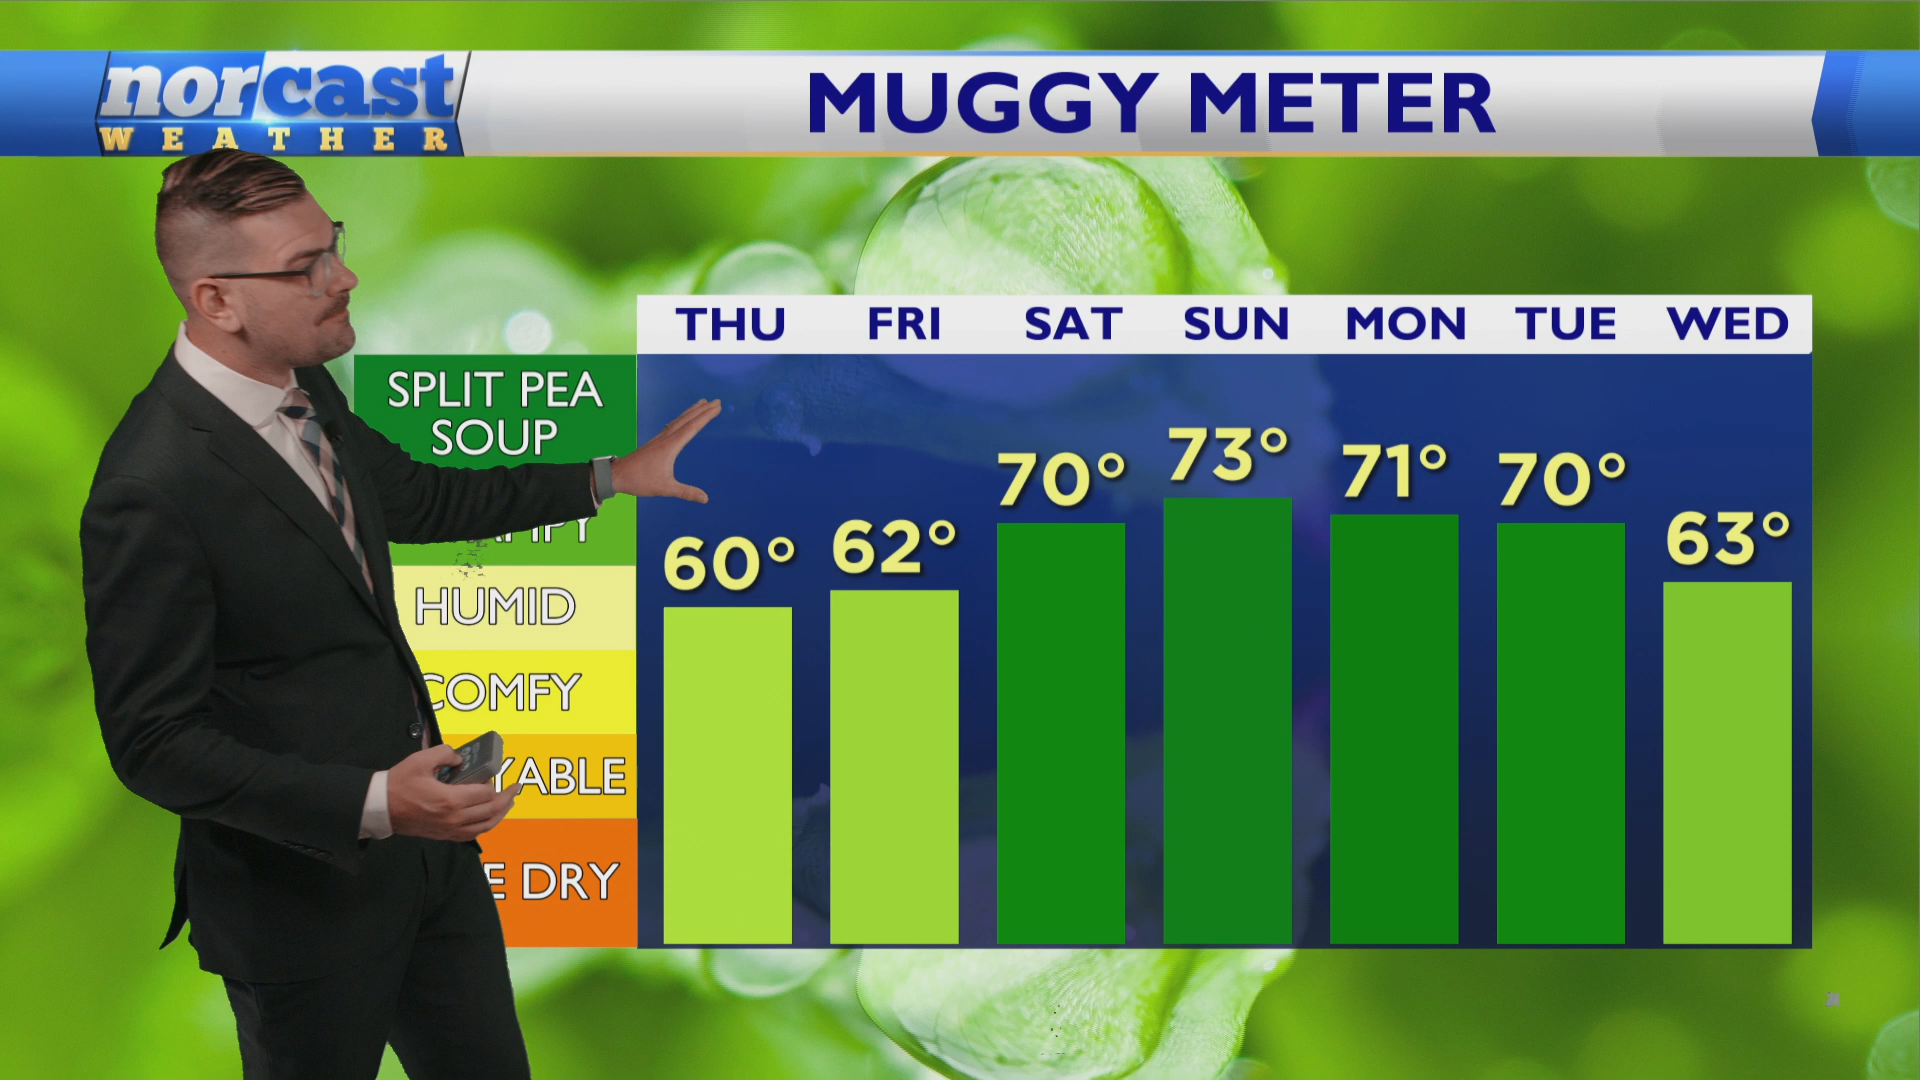 norcast
WEATHER
MUGGY METER
THU FRI SAT SUN MON TUE WED
SPLIT PEA
SOUP
HUMID
COMFY
DRY
60° 62° 70° 73° 71° 70° 63°